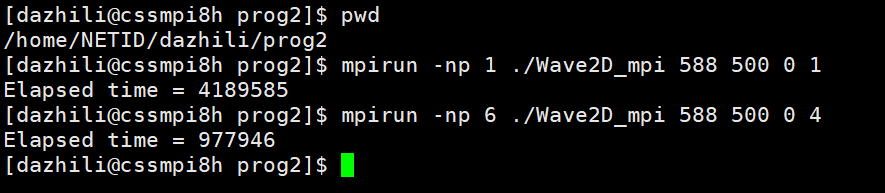 [dazhili@cssmpi8h prog2]$ pwd
/home/NETID/dazhili/prog2
[dazhili@cssmpi8h prog2]$ mpirun -np 1 ./Wave2D_mpi 588 500 0 1
Elapsed time = 4189585
[dazhili@cssmpi8h prog2]$ mpirun -np 6 ./Wave2D_mpi 588 500 0 4
Elapsed time = 977946
[dazhili@cssmpi8h prog2]$